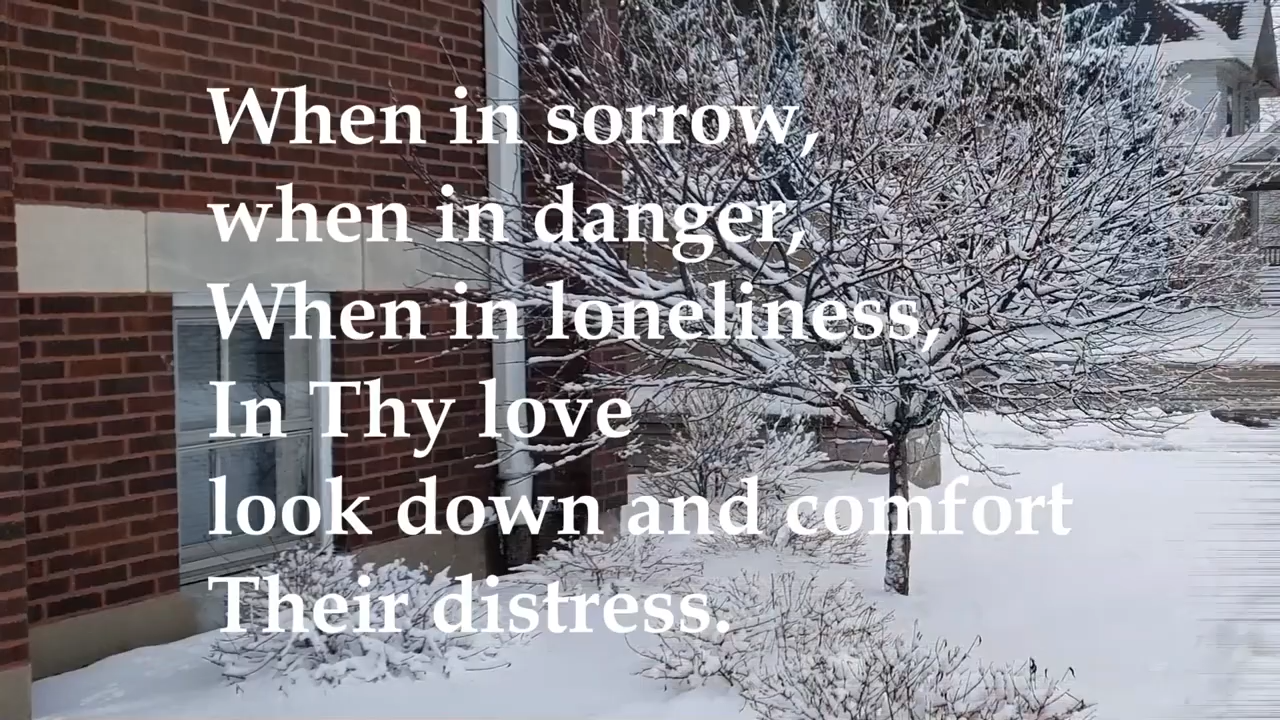 When in sorrow,
when in danger,
When in loneliness,
In Thy love
look down and comfort
Their distress.